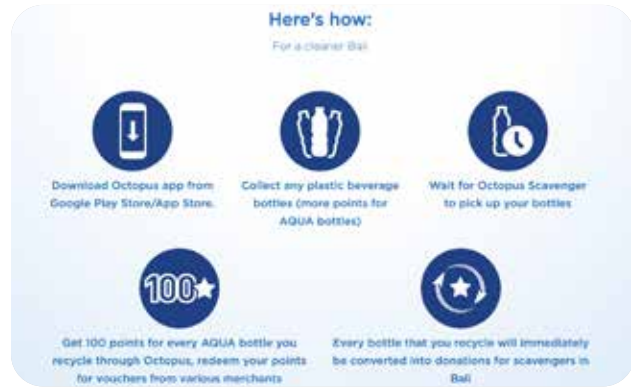 Here's how:
For a cleaner Bali
Download Octopus app from
Google Play Store/App Store.
Collect any plastic beverage
bottles (more points for
AQUA bottles)
Wait for Octopus Scavenger
to pick up your bottles
100
Get 100 points for every AQUA bottle you
recycle through Octopus, redeem your points
for vouchers from various merchants
Every bottle that you recycle will immediately
be converted into donations for scavengers in
Bali